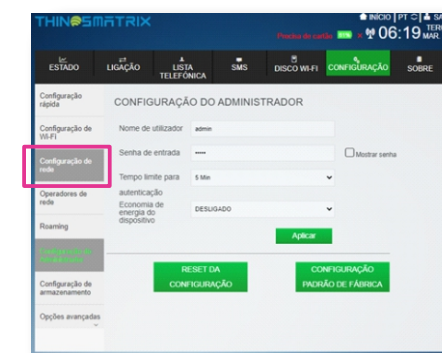 THINOSMATRIX
INÍCIO | PT
Precisa de cartão
06:19
TER
MAR
ESTADO
LIGAÇÃO
LISTA
TELEFÓNICA
SMS
DISCO WI-FI
CONFIGURAÇÃO
SOBRE
Configuração
rápida
Configuração de
Wi-Fi
Configuração de
rede
Operadores de
rede
Roaming
Configuração de
armazenamento
Opções avançadas
CONFIGURAÇÃO DO ADMINISTRADOR
Nome de utilizador
admin
Senha de entrada
•••••
Mostrar senha
Tempo limite para
autenticação
5 Min
Economia de
energia do
dispositivo
DESLIGADO
Aplicar
RESET DA
CONFIGURAÇÃO
CONFIGURAÇÃO
PADRÃO DE FÁBRICA